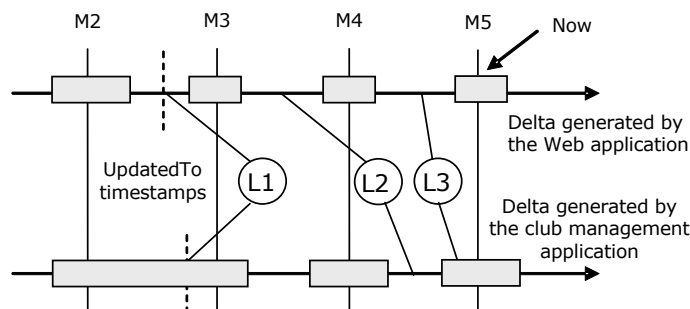 M2
M3
M4
M5
Now
Delta generated by
the Web application
UpdatedTo
timestamps
L1
L2
L3
Delta generated by
the club management
application